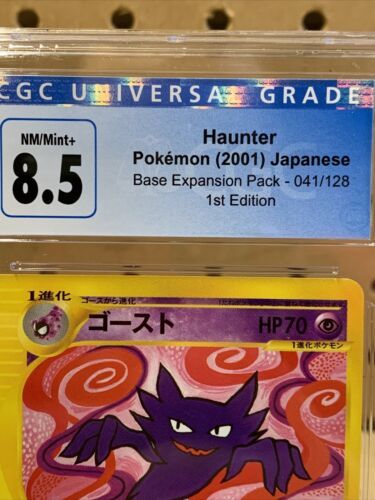 CGC UNIVERSAL GRADE
NM/Mint+
8.5
Haunter
Pokémon (2001) Japanese
Base Expansion Pack - 041/128
1st Edition
1進化
ゴースから進化
ゴースト HP70
1進化ポケモン